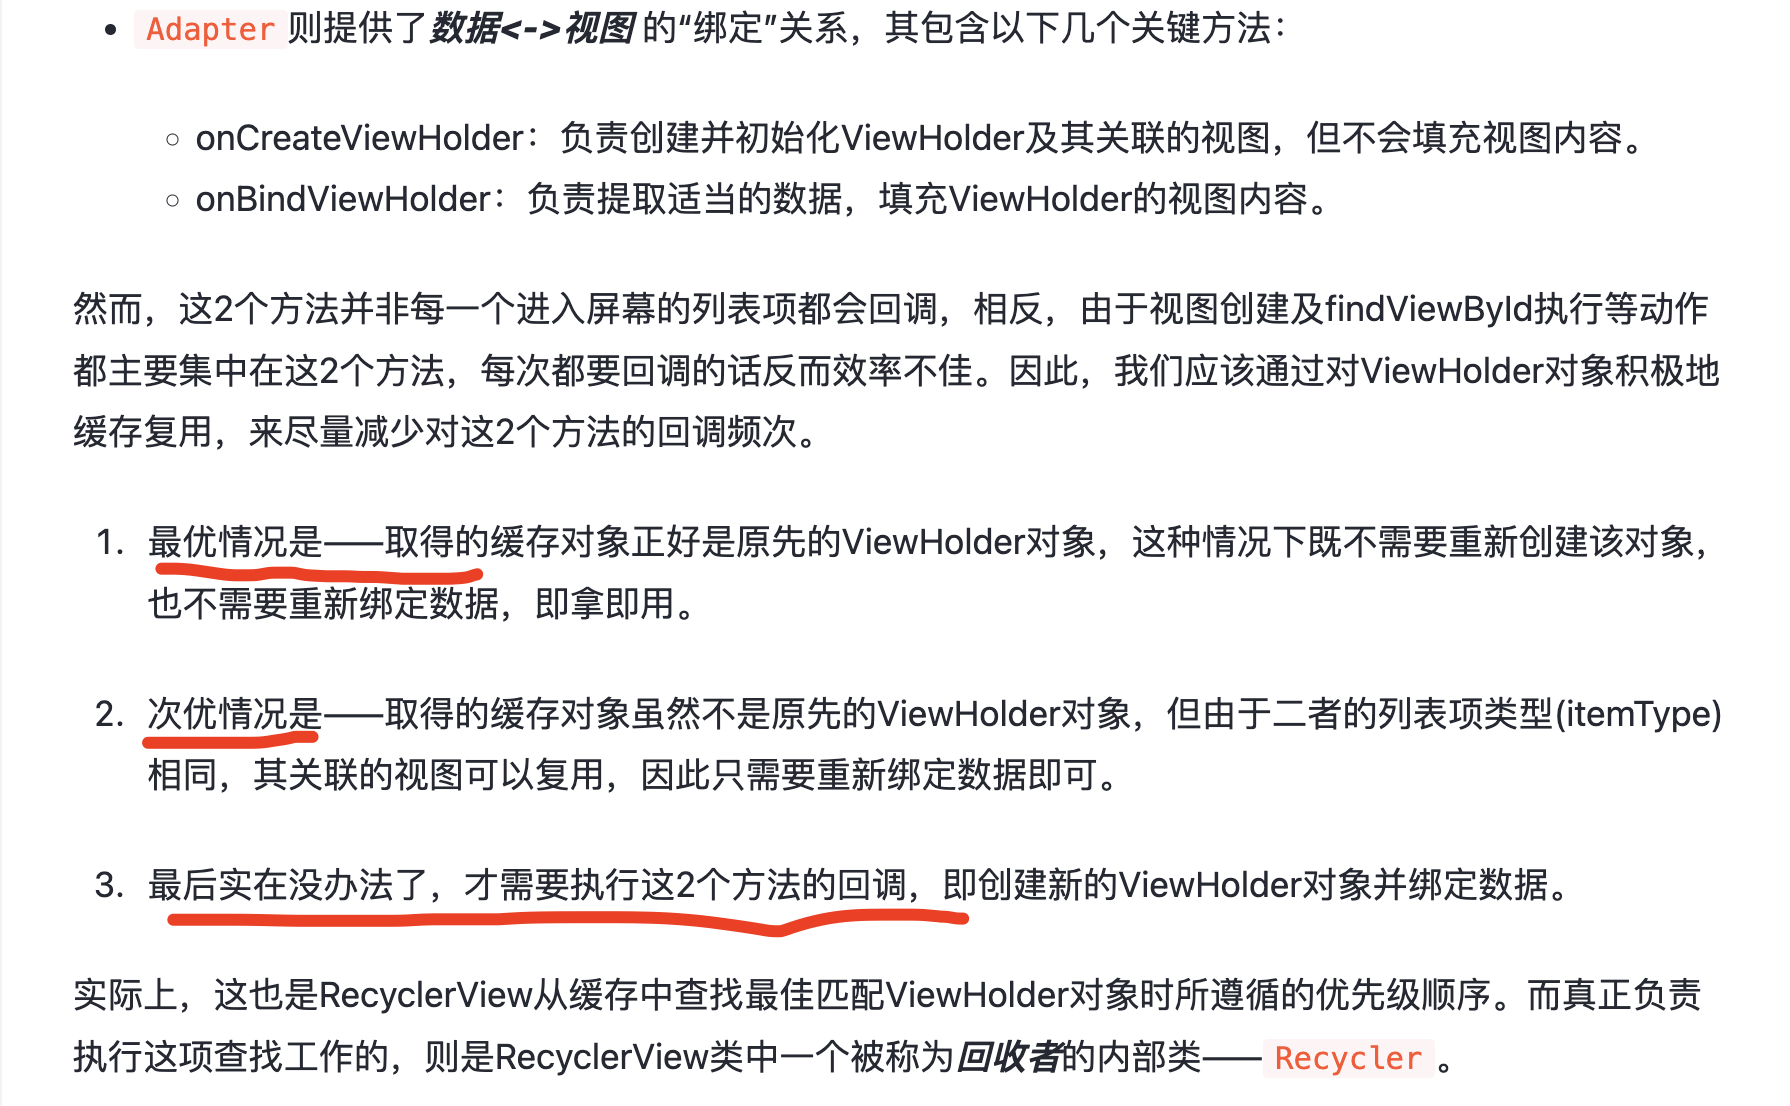 • Adapter 则提供了数据<->视图 的“绑定”关系，其包含以下几个关键方法：
◦ onCreateViewHolder：负责创建并初始化ViewHolder及其关联的视图，但不会填充视图内容。
◦ onBindViewHolder：负责提取适当的数据，填充ViewHolder的视图内容。
然而，这2个方法并非每一个进入屏幕的列表项都会回调，相反，由于视图创建及findViewById执行等动作
都主要集中在这2个方法，每次都要回调的话反而效率不佳。因此，我们应该通过对ViewHolder对象积极地
缓存复用，来尽量减少对这2个方法的回调频次。
1. 最优情况是——取得的缓存对象正好是原先的ViewHolder对象，这种情况下既不需要重新创建该对象，
也不需要重新绑定数据，即拿即用。
2. 次优情况是——取得的缓存对象虽然不是原先的ViewHolder对象，但由于二者的列表项类型(itemType)
相同，其关联的视图可以复用，因此只需要重新绑定数据即可。
3. 最后实在没办法了，才需要执行这2个方法的回调，即创建新的ViewHolder对象并绑定数据。
实际上，这也是RecyclerView从缓存中查找最佳匹配ViewHolder对象时所遵循的优先级顺序。而真正负责
执行这项查找工作的，则是RecyclerView类中一个被称为回收者的内部类—— Recycler 。